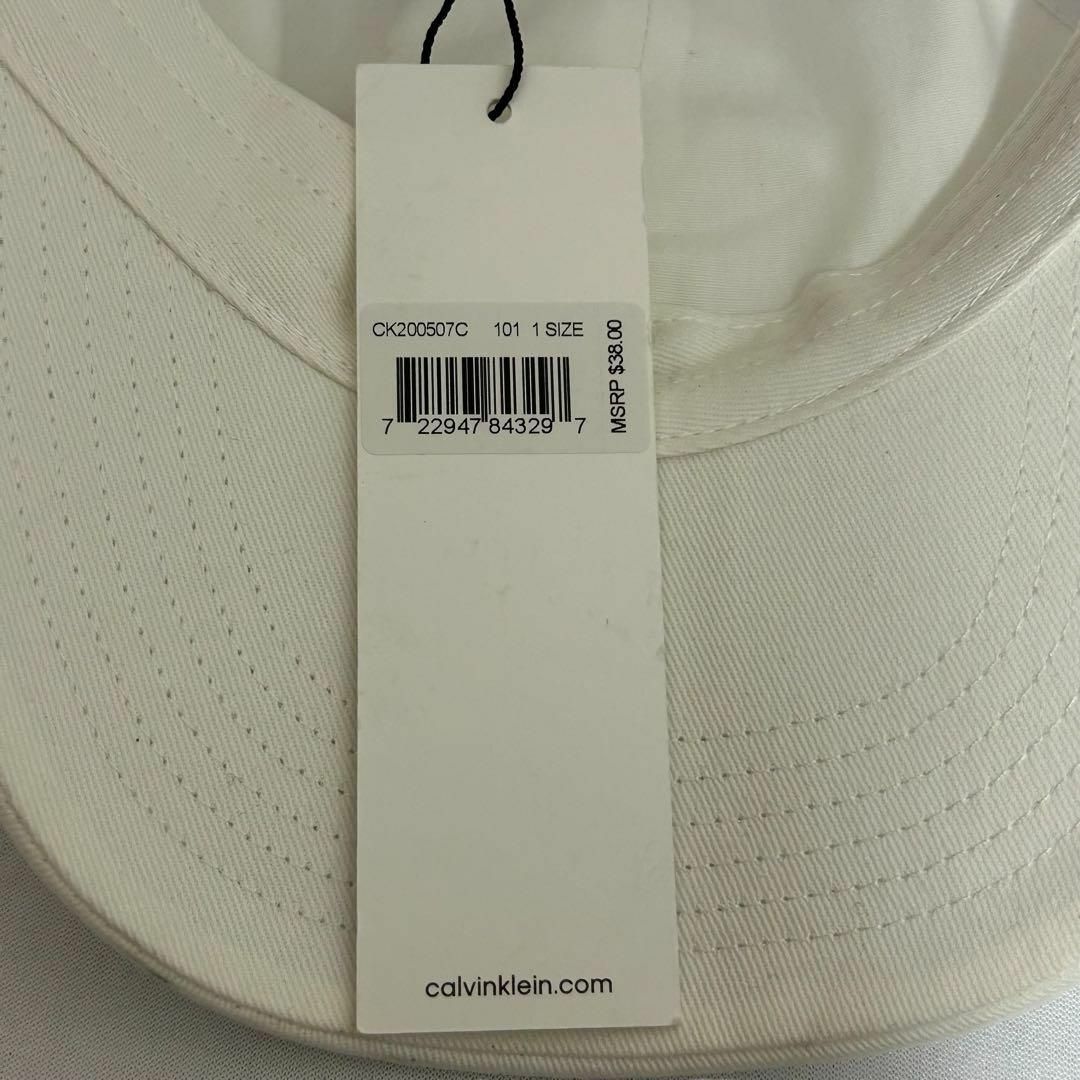 CK200507C 101 1 SIZE
7 22947 84329 7
MSRP $38.00
calvinklein.com